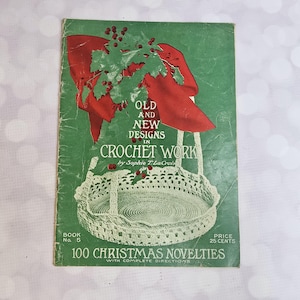 OLD
AND
NEW
DESIGNS
IN
CROCHET WORK
by Sophie T. LaCroix
BOOK
No. 6
PRICE
25 CENTS
100 CHRISTMAS NOVELTIES
WITH COMPLETE DIRECTIONS